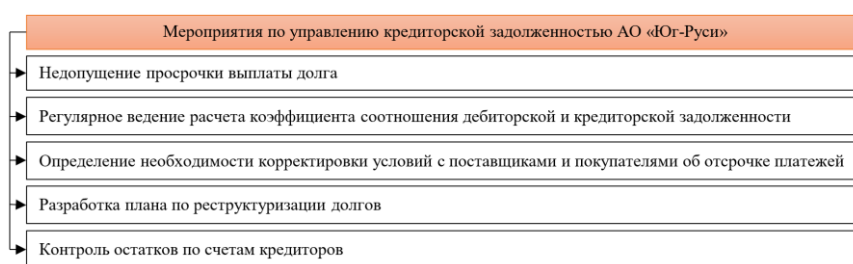 Мероприятия по управлению кредиторской задолженностью АО «Юг-Руси»
Недопущение просрочки выплаты долга
Регулярное ведение расчета коэффициента соотношения дебиторской и кредиторской задолженности
Определение необходимости корректировки условий с поставщиками и покупателями об отсрочке платежей
Разработка плана по реструктуризации долгов
Контроль остатков по счетам кредиторов